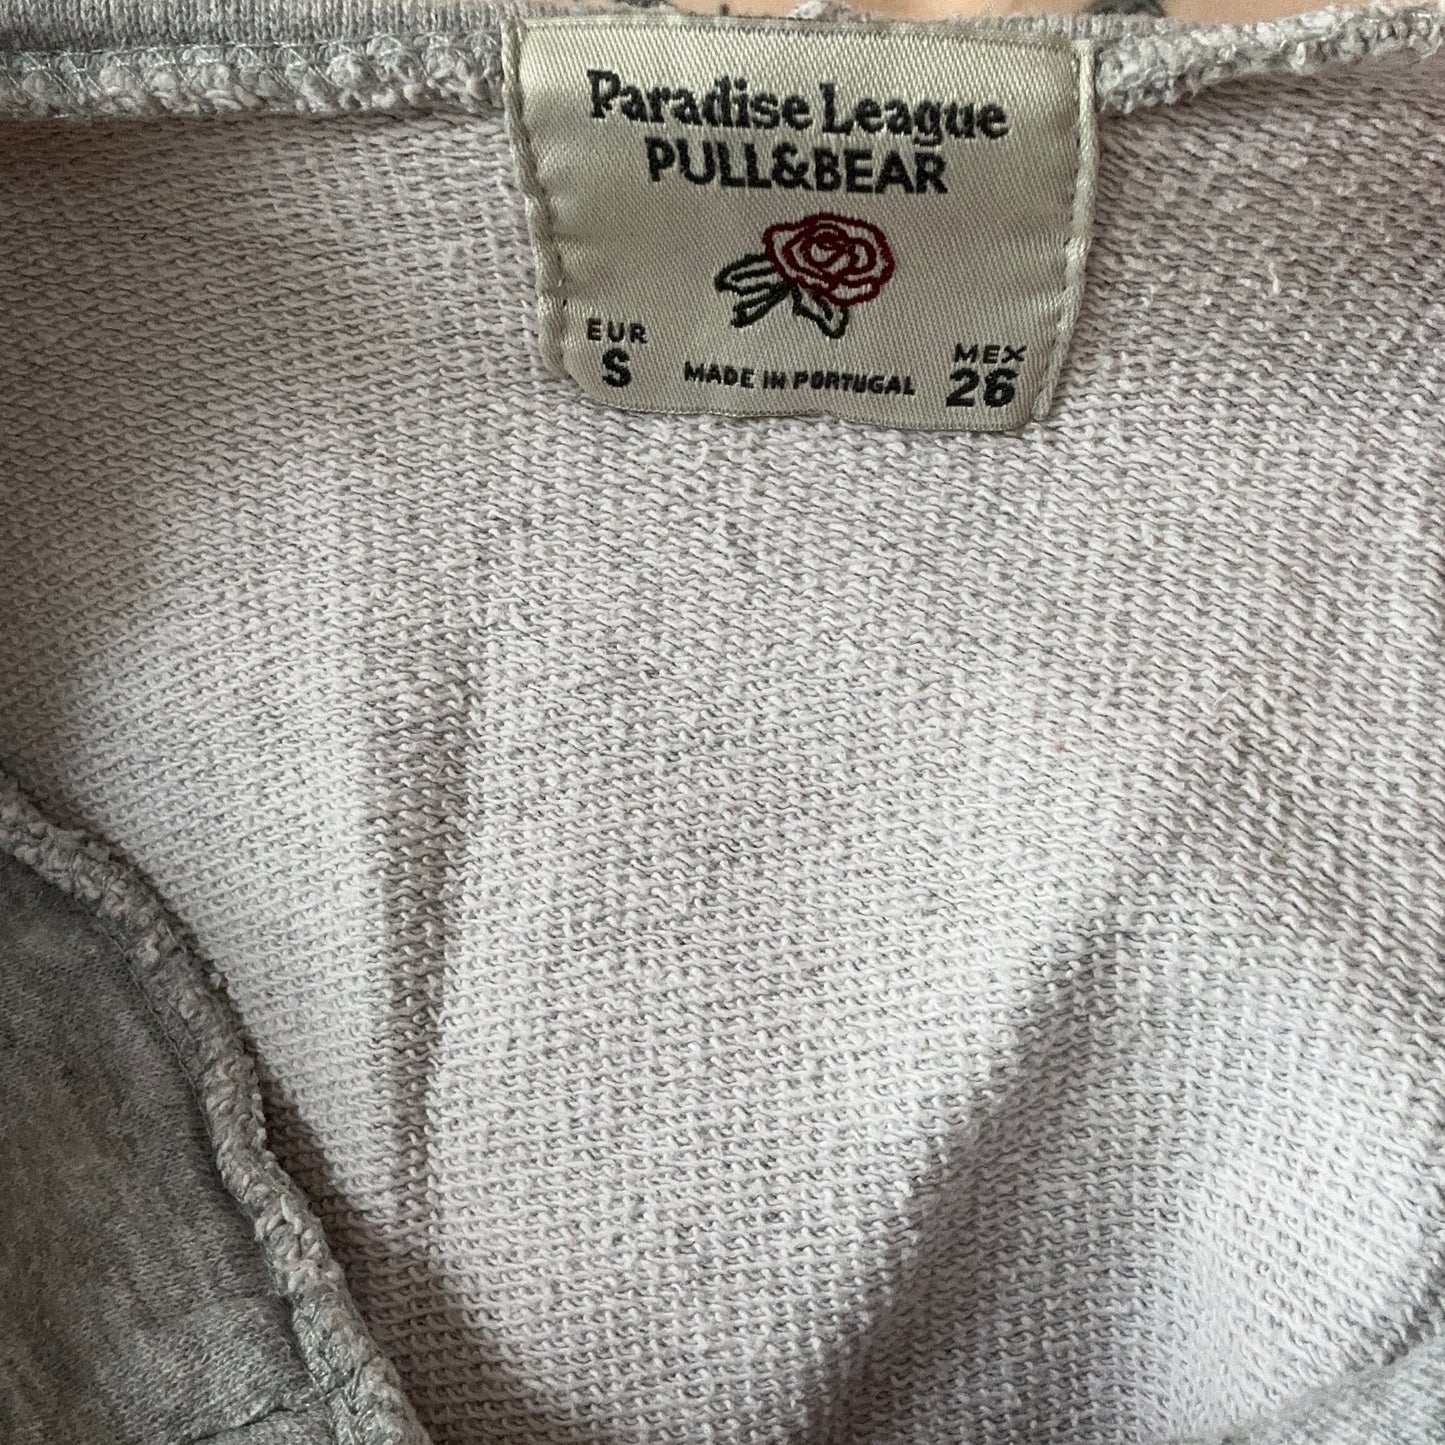 Paradise League
PULL&BEAR
EUR
S
MADE IN PORTUGAL
MEX
26